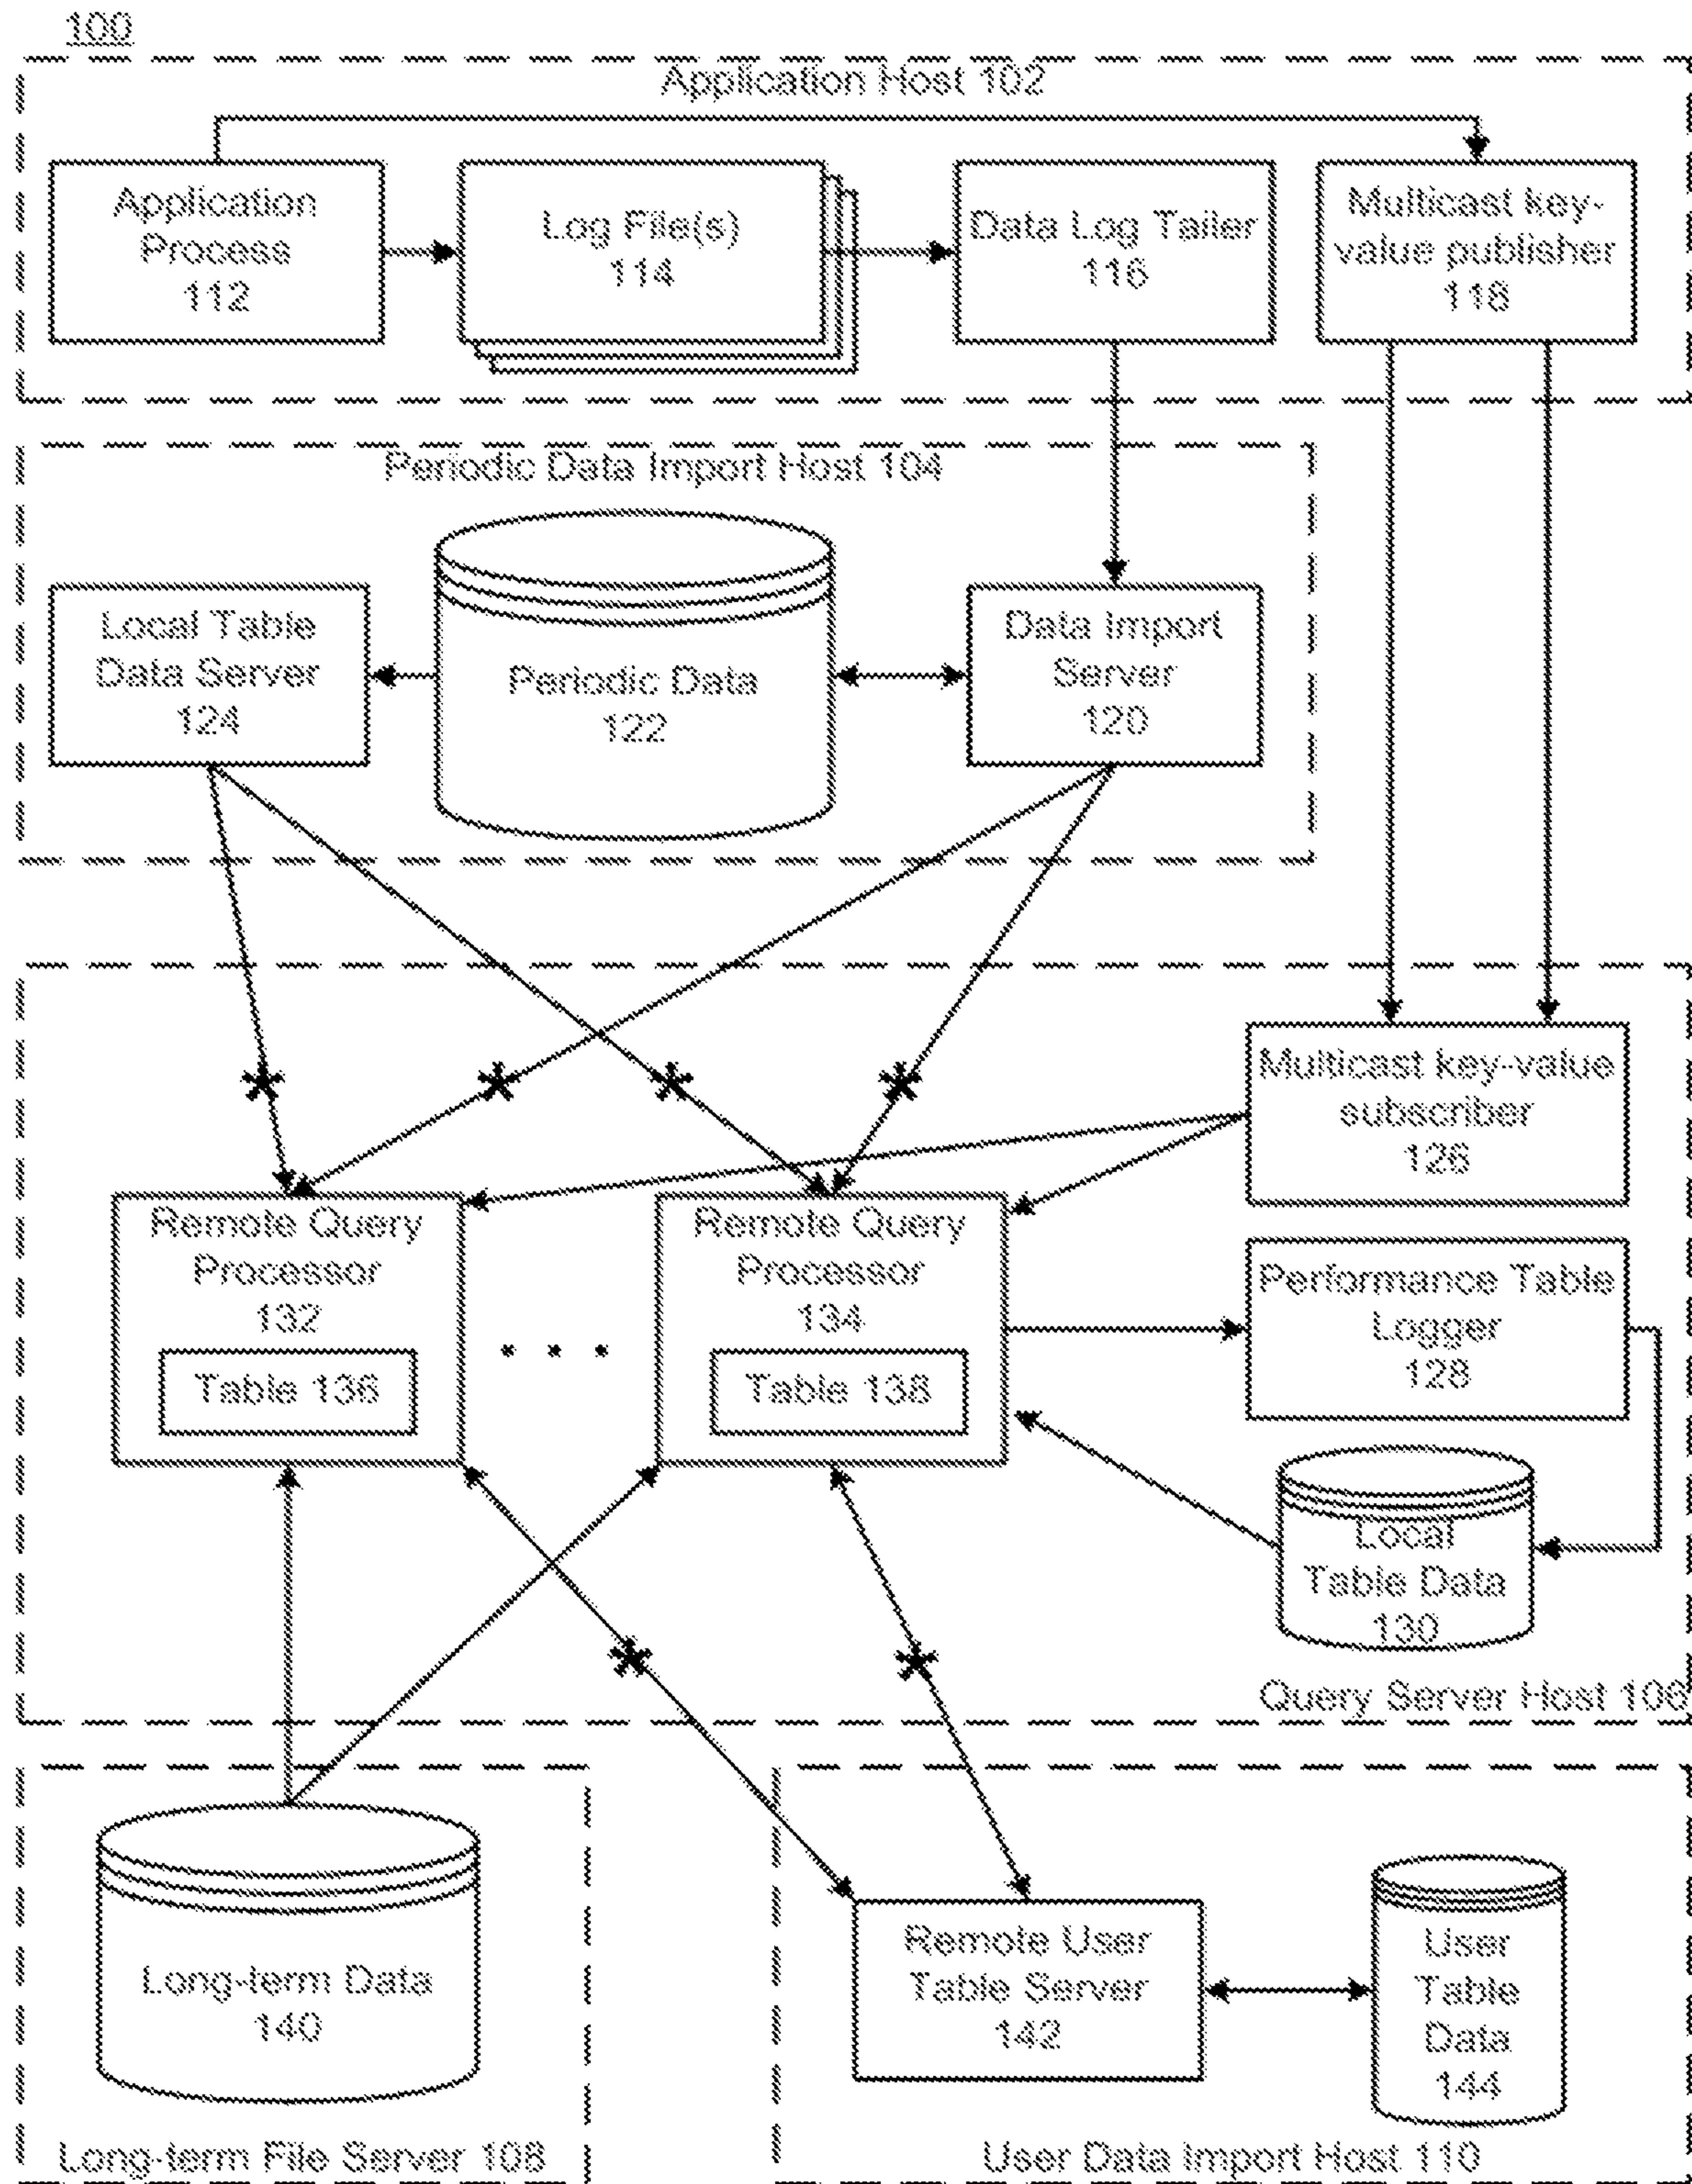 100
Application Host 102
Application
Process
112
Log File(s)
114
Data Log Tailer
116
Multicast key-
value publisher
118
Periodic Data Import Host 104
Local Table
Data Server
124
Periodic Data
122
Data Import
Server
120
Multicast key-value
subscriber
126
Remote Query
Processor
132
Table 136
. . .
Remote Query
Processor
134
Table 138
Performance Table
Logger
128
Local
Table Data
130
Query Server Host 106
Long-term Data
140
Long-term File Server 108
Remote User
Table Server
142
User
Table
Data
144
User Data Import Host 110